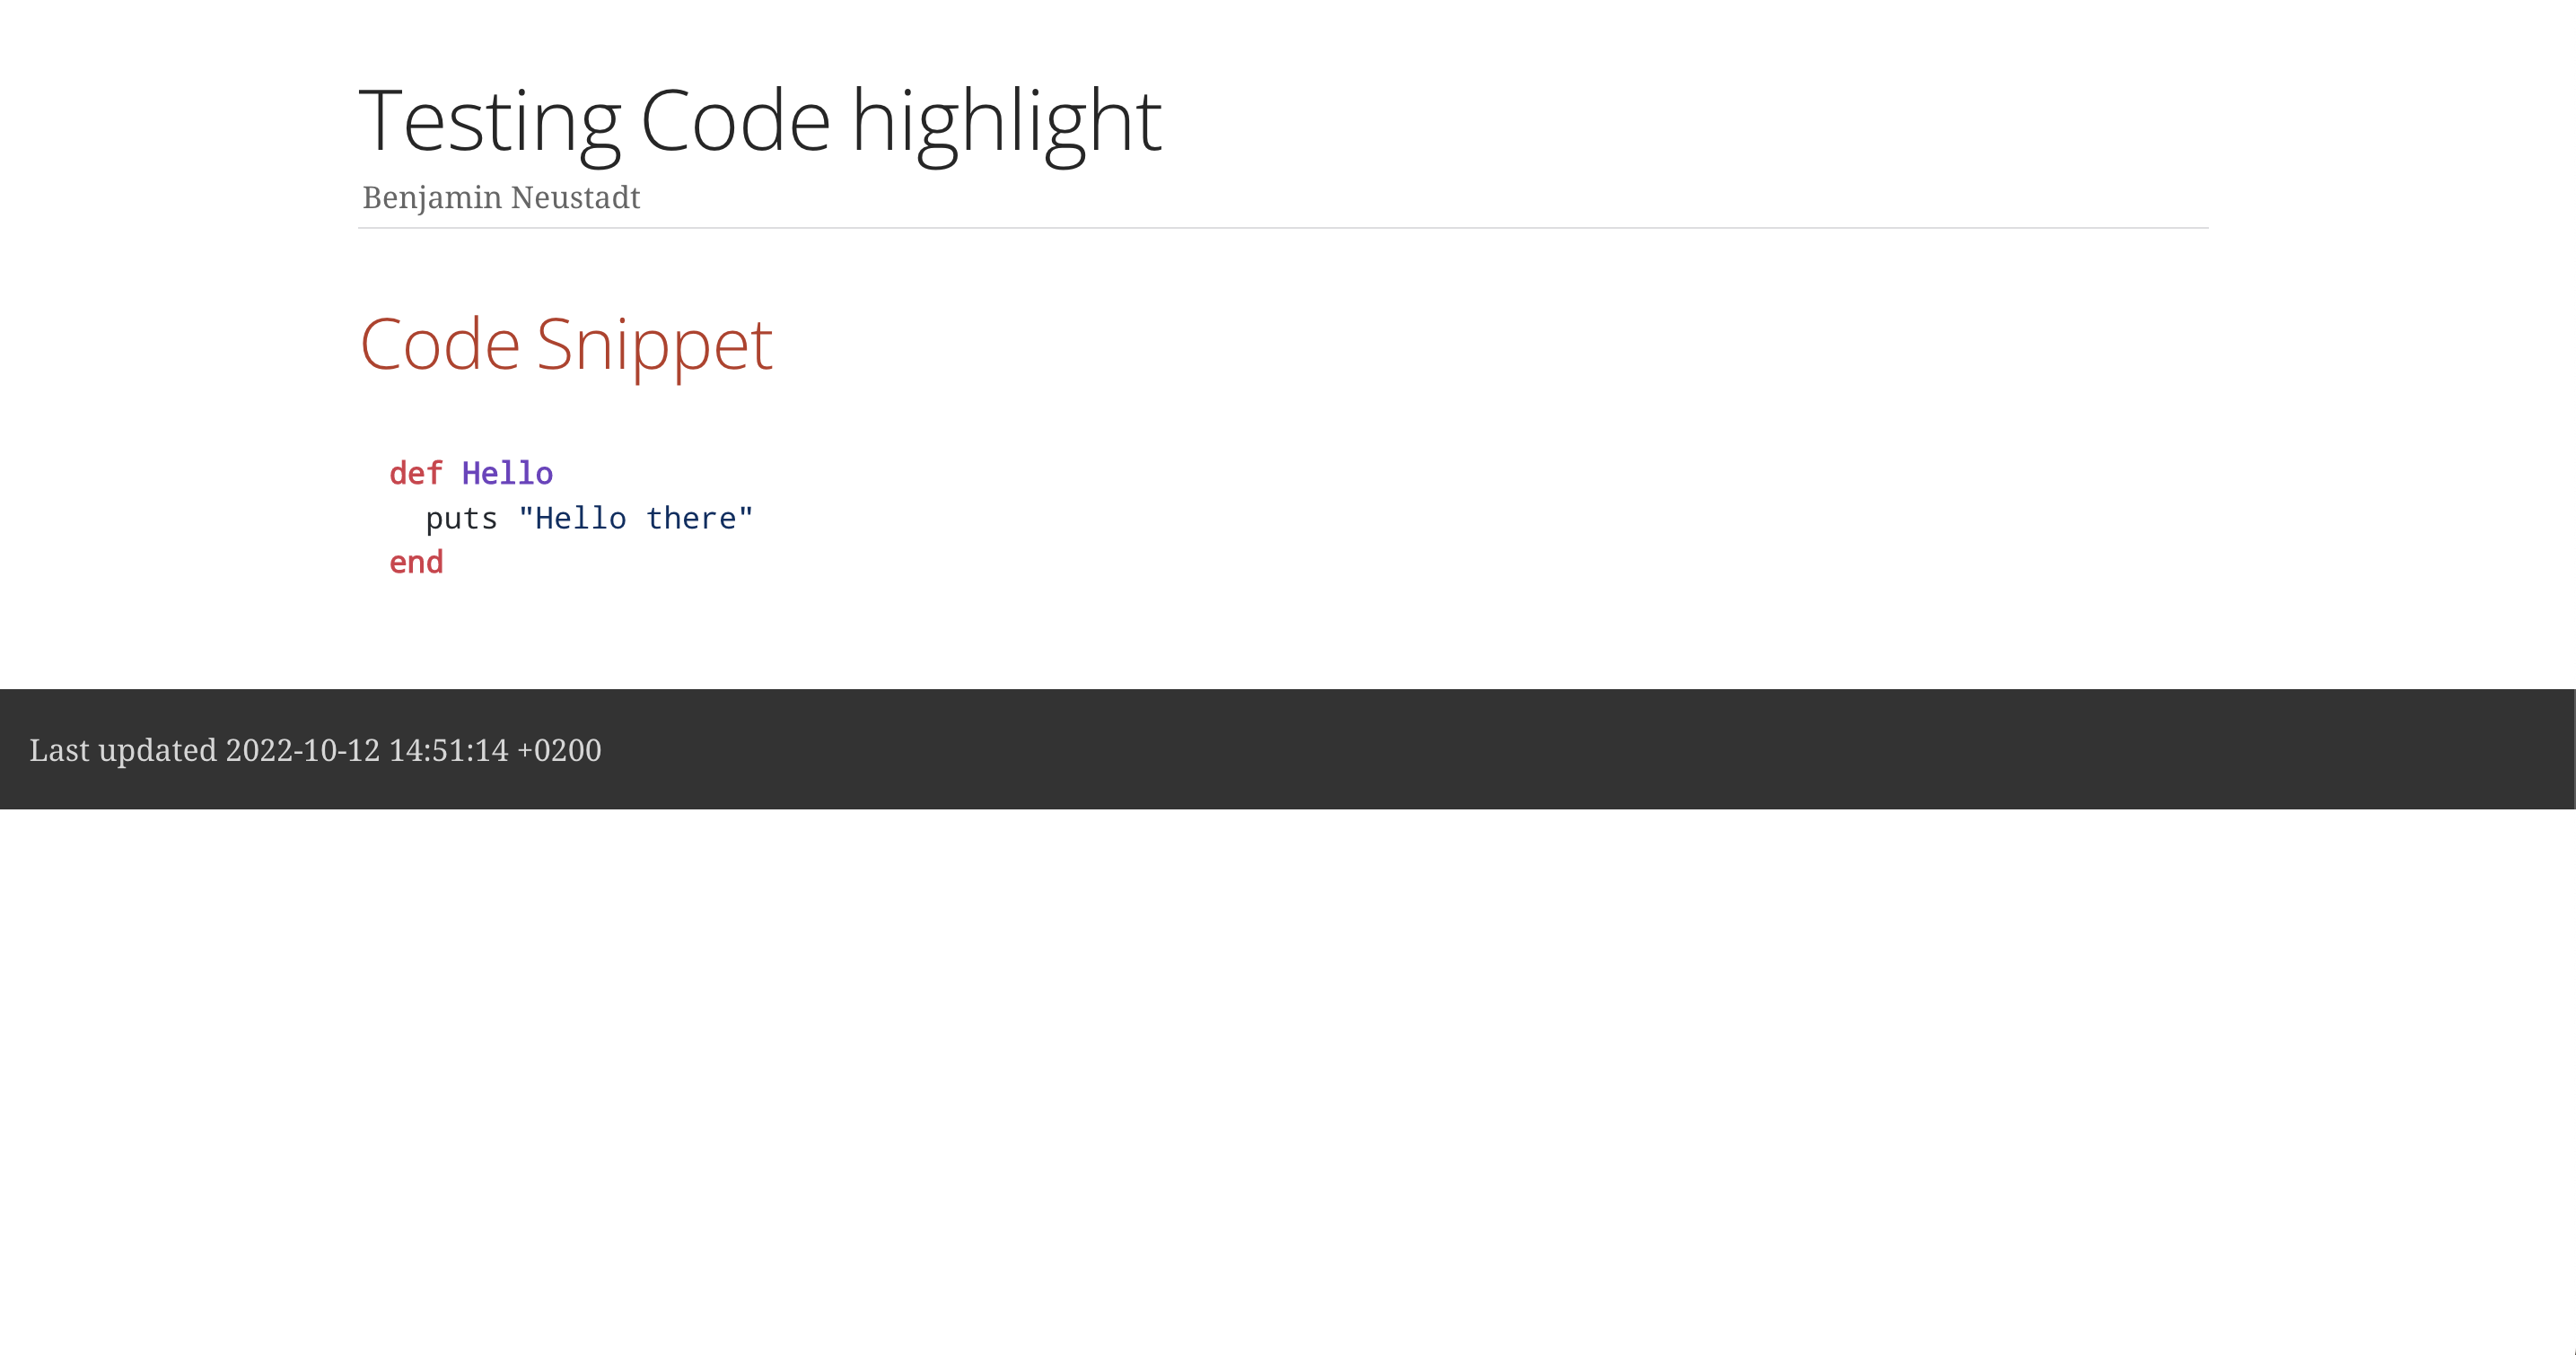 Testing Code highlight
Benjamin Neustadt
Code Snippet
def Hello
  puts "Hello there"
end
Last updated 2022-10-12 14:51:14 +0200